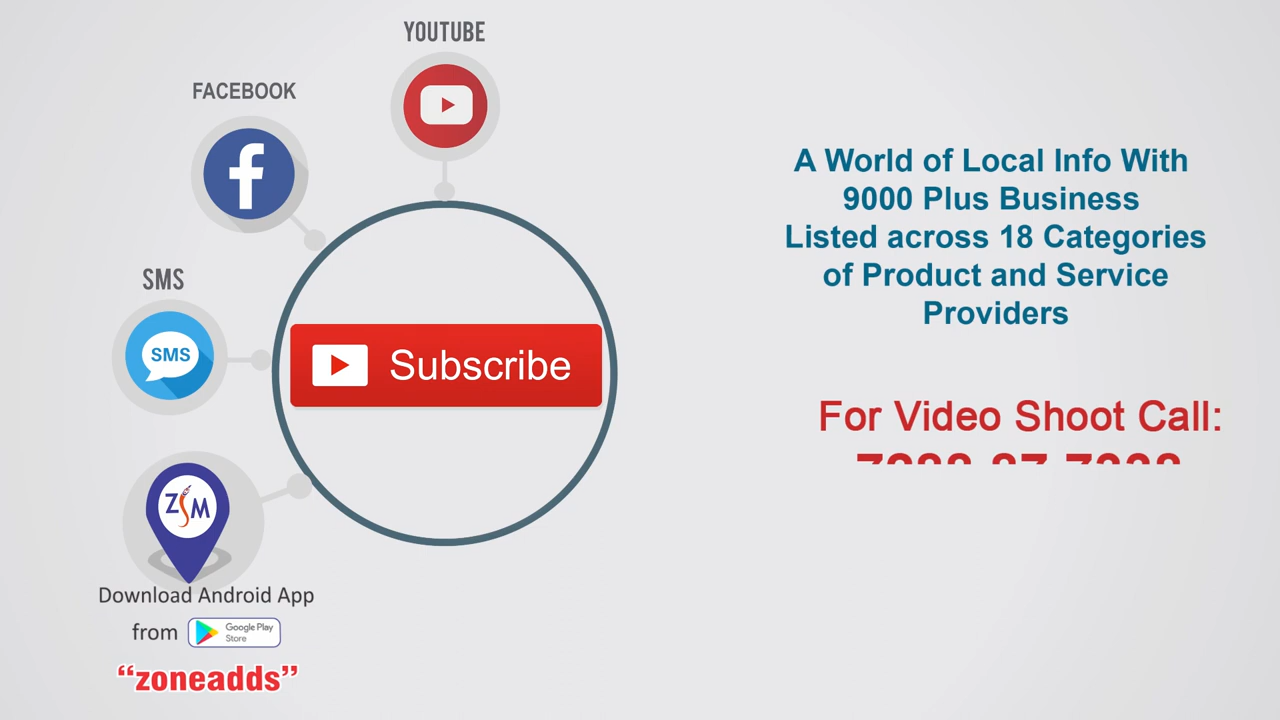 YOUTUBE
FACEBOOK
SMS
SMS
Subscribe
ZSM
Download Android App
from Google Play
Store
“zoneadds”
A World of Local Info With
9000 Plus Business
Listed across 18 Categories
of Product and Service
Providers
For Video Shoot Call: